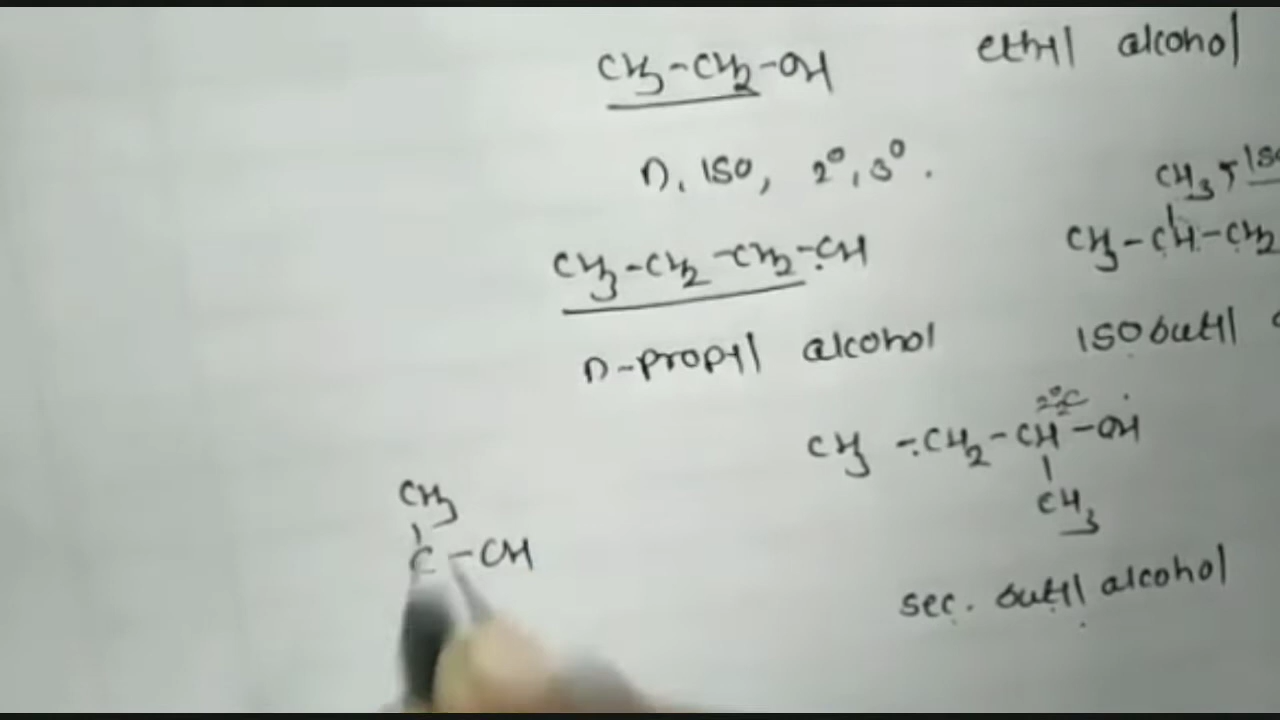 CH3-CH2-OH ethyl alcohol
n, iso, 2°, 3°.
CH3
CH3-CH2-CH2-OH CH3-CH-CH2
n-propyl alcohol isobutyl
2°C
CH3-CH2-CH-OH
CH3
CH3
C-OH
sec. butyl alcohol